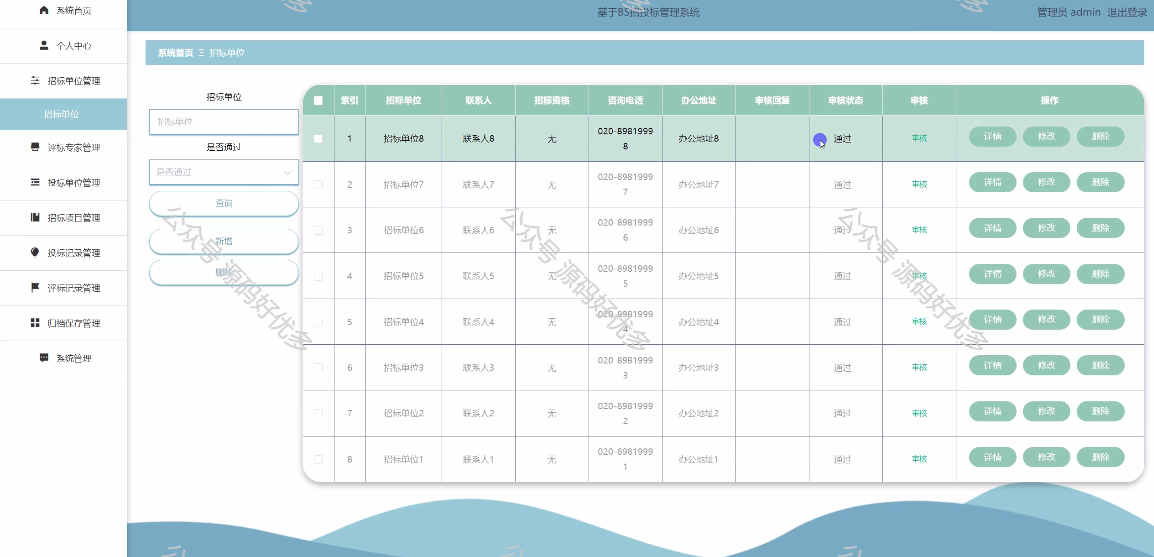 系统首页
个人中心
招标单位管理
招标单位
评标专家管理
投标单位管理
招标项目管理
投标记录管理
评标记录管理
归档保存管理
系统管理
基于BS招投标管理系统
管理员 admin 退出登录
系统首页 招标单位
招标单位
招标单位
是否通过
是否通过
查询
新增
删除
索引 招标单位 联系人 招标资格 咨询电话 办公地址 审核回复 审核状态 审核 操作
1 招标单位8 联系人8 无 020-89819998 办公地址8 通过 审核 详情 修改 删除
2 招标单位7 联系人7 无 020-89819997 办公地址7 通过 审核 详情 修改 删除
3 招标单位6 联系人6 无 020-89819996 办公地址6 通过 审核 详情 修改 删除
4 招标单位5 联系人5 无 020-89819995 办公地址5 通过 审核 详情 修改 删除
5 招标单位4 联系人4 无 020-89819994 办公地址4 通过 审核 详情 修改 删除
6 招标单位3 联系人3 无 020-89819993 办公地址3 通过 审核 详情 修改 删除
7 招标单位2 联系人2 无 020-89819992 办公地址2 通过 审核 详情 修改 删除
8 招标单位1 联系人1 无 020-89819991 办公地址1 通过 审核 详情 修改 删除
公众号 源码好优多
公众号 源码好优多
公众号 源码好优多